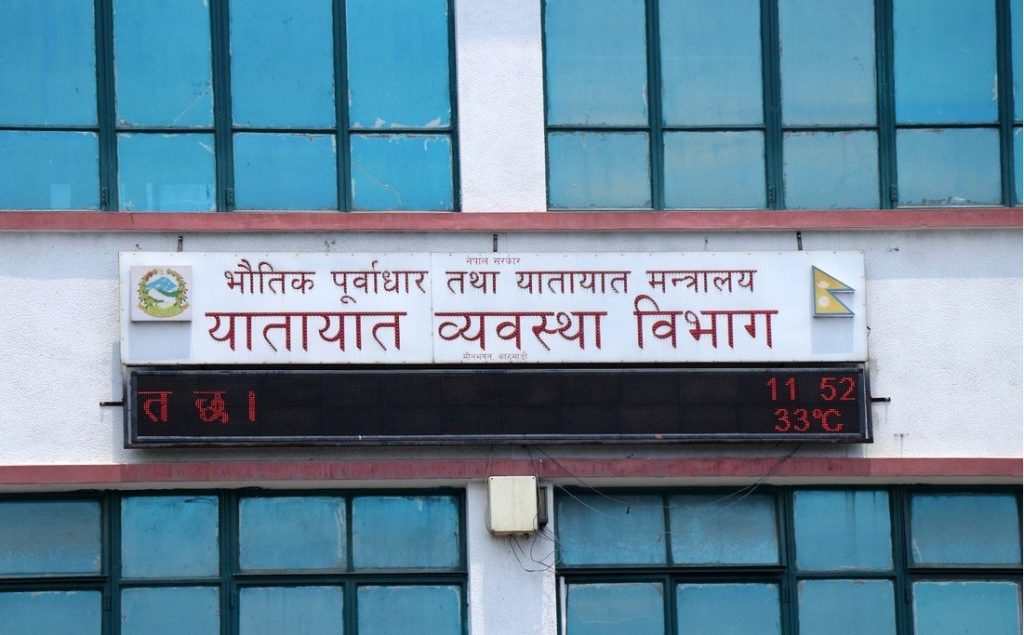 नेपाल सरकार
भौतिक पूर्वाधार तथा यातायात मन्त्रालय
यातायात व्यवस्था विभाग
मीनभवन, काठमाडौं
त छ। 11 52
33°C